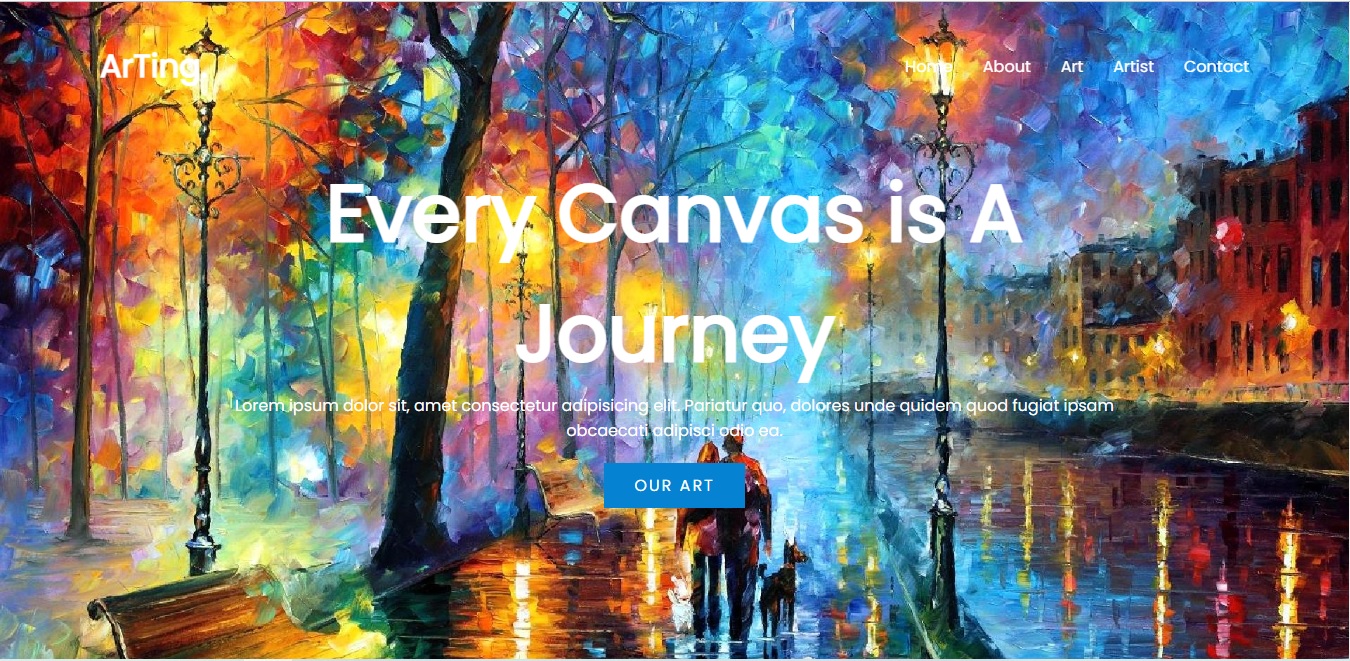 ArTing
Home About Art Artist Contact
Every Canvas is A
Journey
Lorem ipsum dolor sit, amet consectetur adipisicing elit. Pariatur quo, dolores unde quidem quod fugiat ipsam
obcaecati adipisci odio ea.
OUR ART